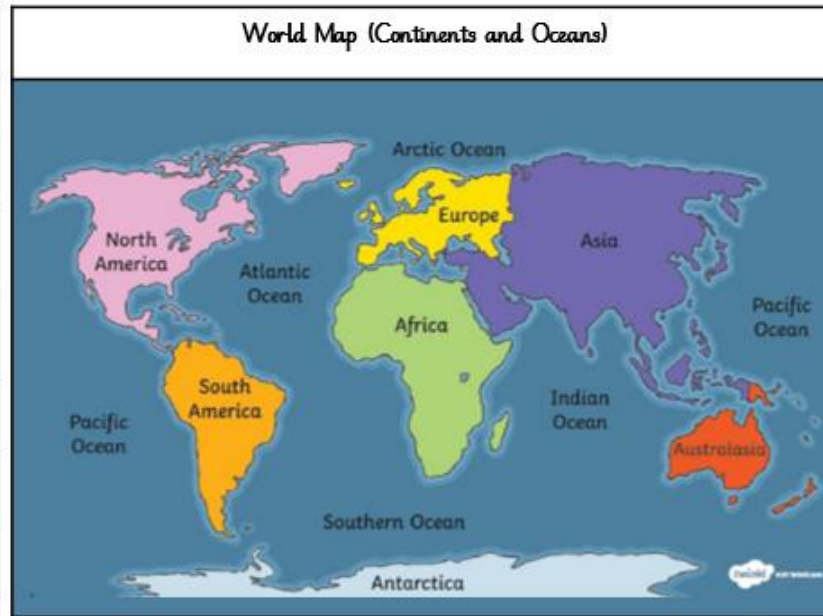 World Map (Continents and Oceans)
Arctic Ocean
Europe
North
America
Asia
Atlantic
Ocean
Africa
Pacific
Ocean
South
America
Indian
Ocean
Pacific
Ocean
Australasia
Southern Ocean
Antarctica